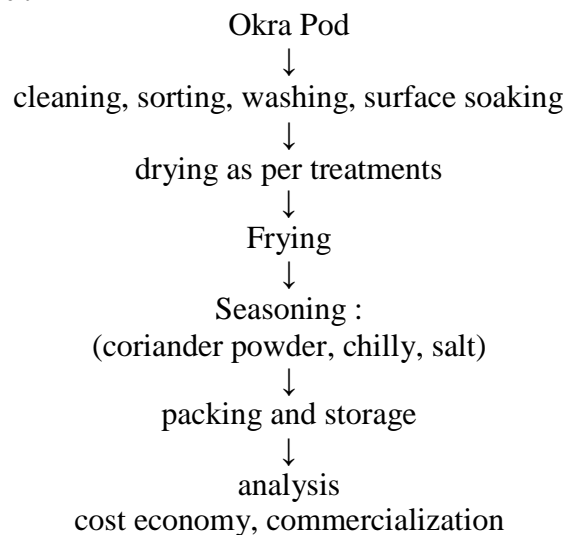 Okra Pod
↓
cleaning, sorting, washing, surface soaking
↓
drying as per treatments
↓
Frying
↓
Seasoning :
(coriander powder, chilly, salt)
↓
packing and storage
↓
analysis
cost economy, commercialization